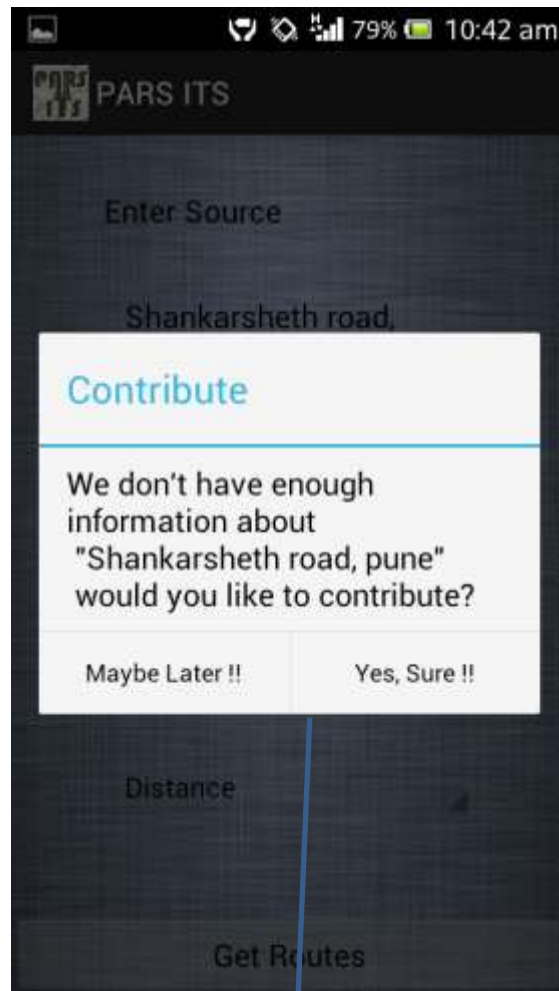 79% 10:42 am
PARS ITS PARS ITS
Enter Source
Shankarsheth road,
Contribute
We don't have enough
information about
"Shankarsheth road, pune"
would you like to contribute?
Maybe Later !! Yes, Sure !!
Distance
Get Routes